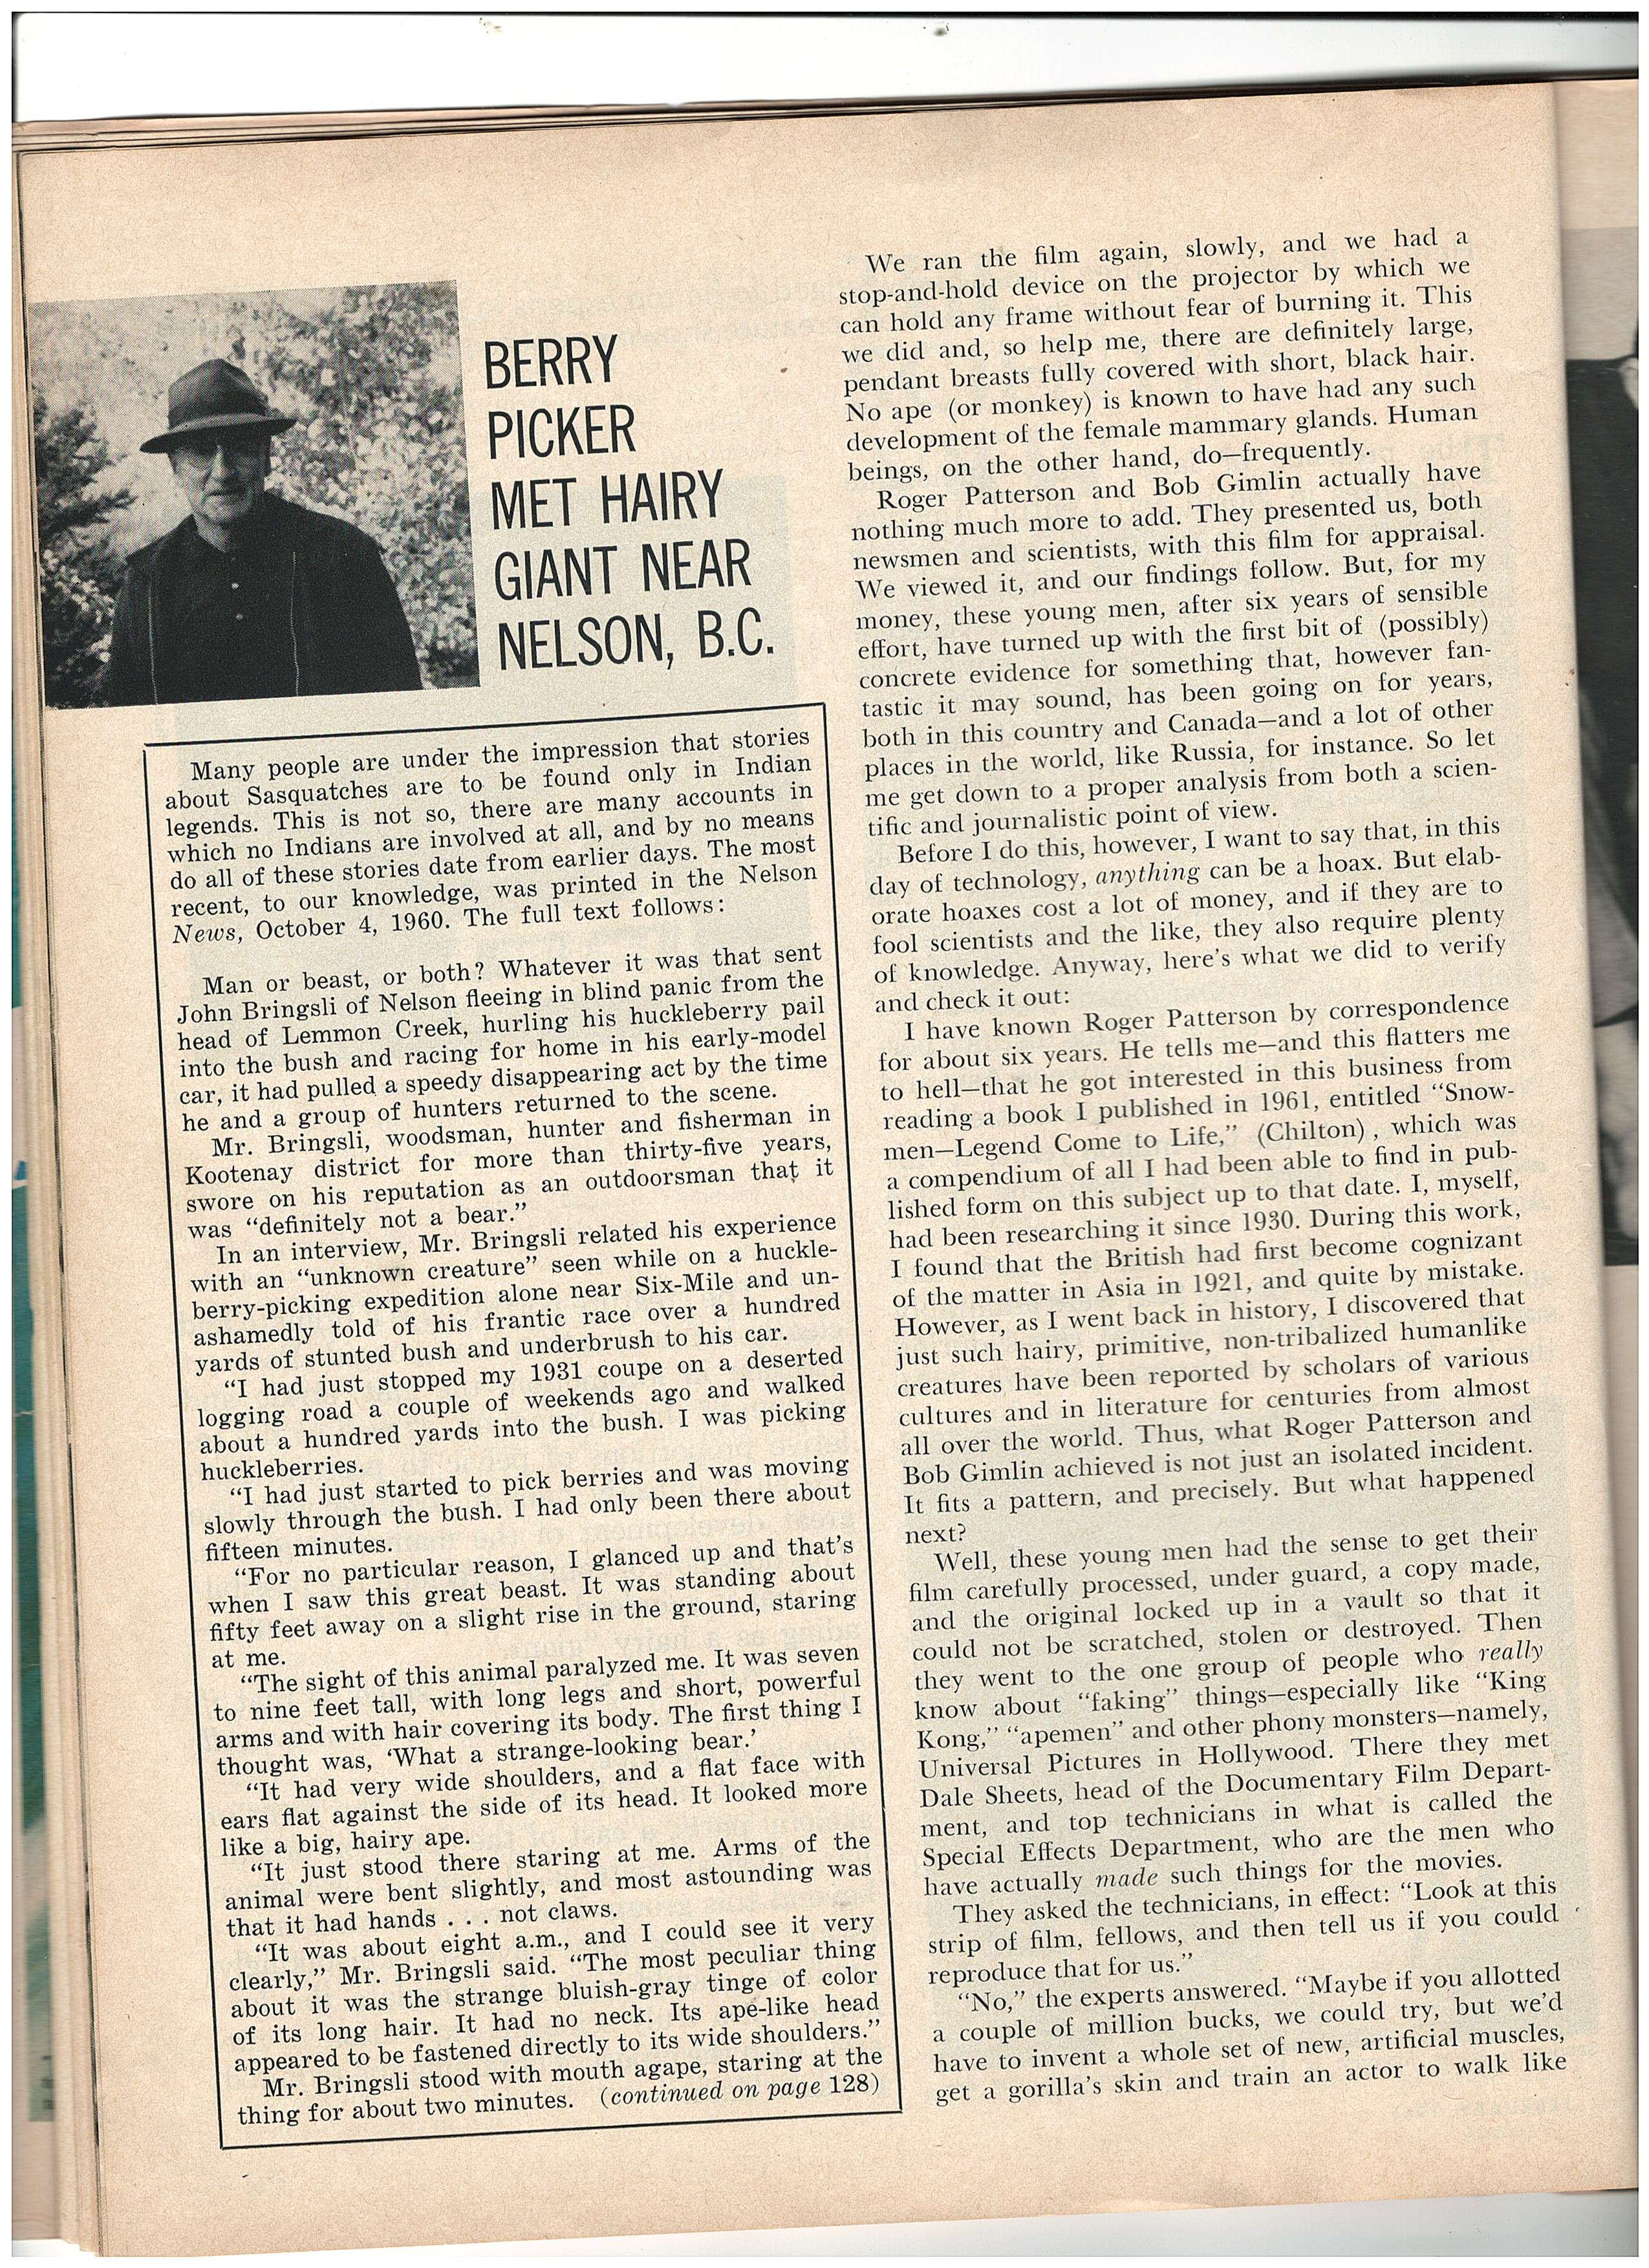 BERRY
PICKER
MET HAIRY
GIANT NEAR
NELSON, B.C.
Many people are under the impression that stories
about Sasquatches are to be found only in Indian
legends. This is not so, there are many accounts in
which no Indians are involved at all, and by no means
do all of these stories date from earlier days. The most
recent, to our knowledge, was printed in the Nelson
News, October 4, 1960. The full text follows:
Man or beast, or both? Whatever it was that sent
John Bringsli of Nelson fleeing in blind panic from the
head of Lemmon Creek, hurling his huckleberry pail
into the bush and racing for home in his early-model
car, it had pulled a speedy disappearing act by the time
he and a group of hunters returned to the scene.
Mr. Bringsli, woodsman, hunter and fisherman in
Kootenay district for more than thirty-five years,
swore on his reputation as an outdoorsman that it
was “definitely not a bear.”
In an interview, Mr. Bringsli related his experience
with an “unknown creature” seen while on a huckle-
berry-picking expedition alone near Six-Mile and un-
ashamedly told of his frantic race over a hundred
yards of stunted bush and underbrush to his car.
“I had just stopped my 1931 coupe on a deserted
logging road a couple of weekends ago and walked
about a hundred yards into the bush. I was picking
huckleberries.
“I had just started to pick berries and was moving
slowly through the bush. I had only been there about
fifteen minutes.
“For no particular reason, I glanced up and that’s
when I saw this great beast. It was standing about
fifty feet away on a slight rise in the ground, staring
at me.
“The sight of this animal paralyzed me. It was seven
to nine feet tall, with long legs and short, powerful
arms and with hair covering its body. The first thing I
thought was, ‘What a strange-looking bear.’
“It had very wide shoulders, and a flat face with
ears flat against the side of its head. It looked more
like a big, hairy ape.
“It just stood there staring at me. Arms of the
animal were bent slightly, and most astounding was
that it had hands . . . not claws.
“It was about eight a.m., and I could see it very
clearly,” Mr. Bringsli said. “The most peculiar thing
about it was the strange bluish-gray tinge of color
of its long hair. It had no neck. Its ape-like head
appeared to be fastened directly to its wide shoulders.”
Mr. Bringsli stood with mouth agape, staring at the
thing for about two minutes. (continued on page 128)
We ran the film again, slowly, and we had a
stop-and-hold device on the projector by which we
can hold any frame without fear of burning it. This
we did and, so help me, there are definitely large,
pendant breasts fully covered with short, black hair.
No ape (or monkey) is known to have had any such
development of the female mammary glands. Human
beings, on the other hand, do—frequently.
Roger Patterson and Bob Gimlin actually have
nothing much more to add. They presented us, both
newsmen and scientists, with this film for appraisal.
We viewed it, and our findings follow. But, for my
money, these young men, after six years of sensible
effort, have turned up with the first bit of (possibly)
concrete evidence for something that, however fan-
tastic it may sound, has been going on for years,
both in this country and Canada—and a lot of other
places in the world, like Russia, for instance. So let
me get down to a proper analysis from both a scien-
tific and journalistic point of view.
Before I do this, however, I want to say that, in this
day of technology, anything can be a hoax. But elab-
orate hoaxes cost a lot of money, and if they are to
fool scientists and the like, they also require plenty
of knowledge. Anyway, here’s what we did to verify
and check it out:
I have known Roger Patterson by correspondence
for about six years. He tells me—and this flatters me
to hell—that he got interested in this business from
reading a book I published in 1961, entitled “Snow-
men—Legend Come to Life,” (Chilton), which was
a compendium of all I had been able to find in pub-
lished form on this subject up to that date. I, myself,
had been researching it since 1930. During this work,
I found that the British had first become cognizant
of the matter in Asia in 1921, and quite by mistake.
However, as I went back in history, I discovered that
just such hairy, primitive, non-tribalized humanlike
creatures have been reported by scholars of various
cultures and in literature for centuries from almost
all over the world. Thus, what Roger Patterson and
Bob Gimlin achieved is not just an isolated incident.
It fits a pattern, and precisely. But what happened
next?
Well, these young men had the sense to get their
film carefully processed, under guard, a copy made,
and the original locked up in a vault so that it
could not be scratched, stolen or destroyed. Then
they went to the one group of people who really
know about “faking” things—especially like “King
Kong,” “apemen” and other phony monsters—namely,
Universal Pictures in Hollywood. There they met
Dale Sheets, head of the Documentary Film Depart-
ment, and top technicians in what is called the
Special Effects Department, who are the men who
have actually made such things for the movies.
They asked the technicians, in effect: “Look at this
strip of film, fellows, and then tell us if you could
reproduce that for us.”
“No,” the experts answered. “Maybe if you allotted
a couple of million bucks, we could try, but we’d
have to invent a whole set of new, artificial muscles,
get a gorilla’s skin and train an actor to walk like